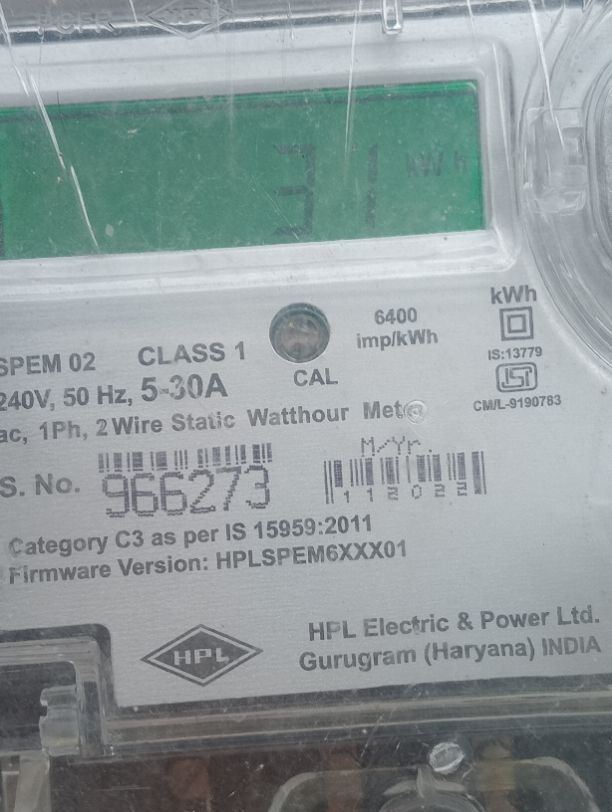 31 kWh
kWh
6400
imp/kWh
IS:13779
ISI
CM/L-9190783
SPEM 02 CLASS 1
CAL
240V, 50 Hz, 5-30A
ac, 1Ph, 2 Wire Static Watthour Meter
M/Yr.
S. No. 966273
112022
Category C3 as per IS 15959:2011
Firmware Version: HPLSPEM6XXX01
HPL
HPL Electric & Power Ltd.
Gurugram (Haryana) INDIA